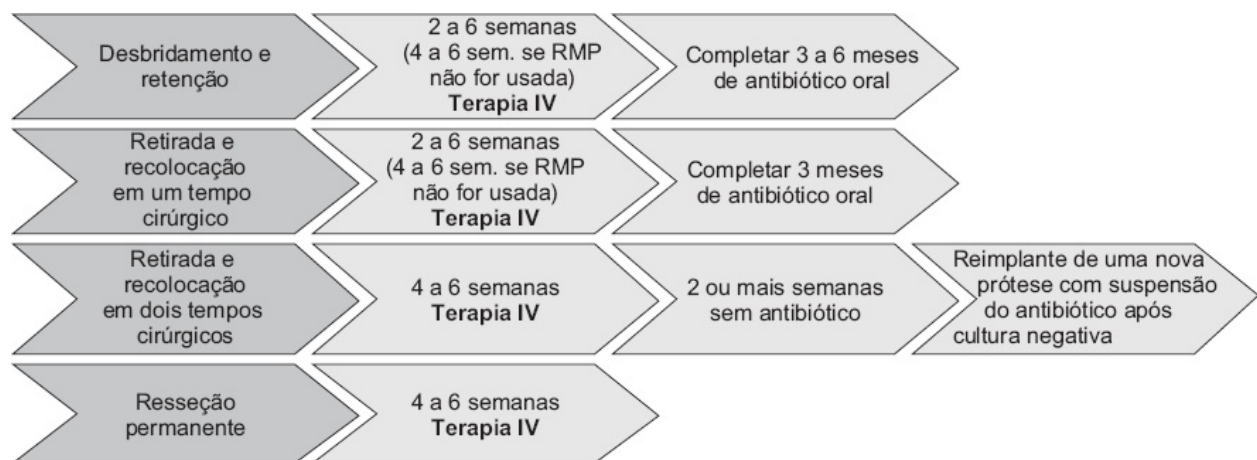 Desbridamento e
retenção
2 a 6 semanas
(4 a 6 sem. se RMP
não for usada)
Terapia IV
Completar 3 a 6 meses
de antibiótico oral
Retirada e
recolocação
em um tempo
cirúrgico
2 a 6 semanas
(4 a 6 sem. se RMP
não for usada)
Terapia IV
Completar 3 meses
de antibiótico oral
Retirada e
recolocação
em dois tempos
cirúrgicos
4 a 6 semanas
Terapia IV
2 ou mais semanas
sem antibiótico
Reimplante de uma nova
prótese com suspensão
do antibiótico após
cultura negativa
Resseção
permanente
4 a 6 semanas
Terapia IV